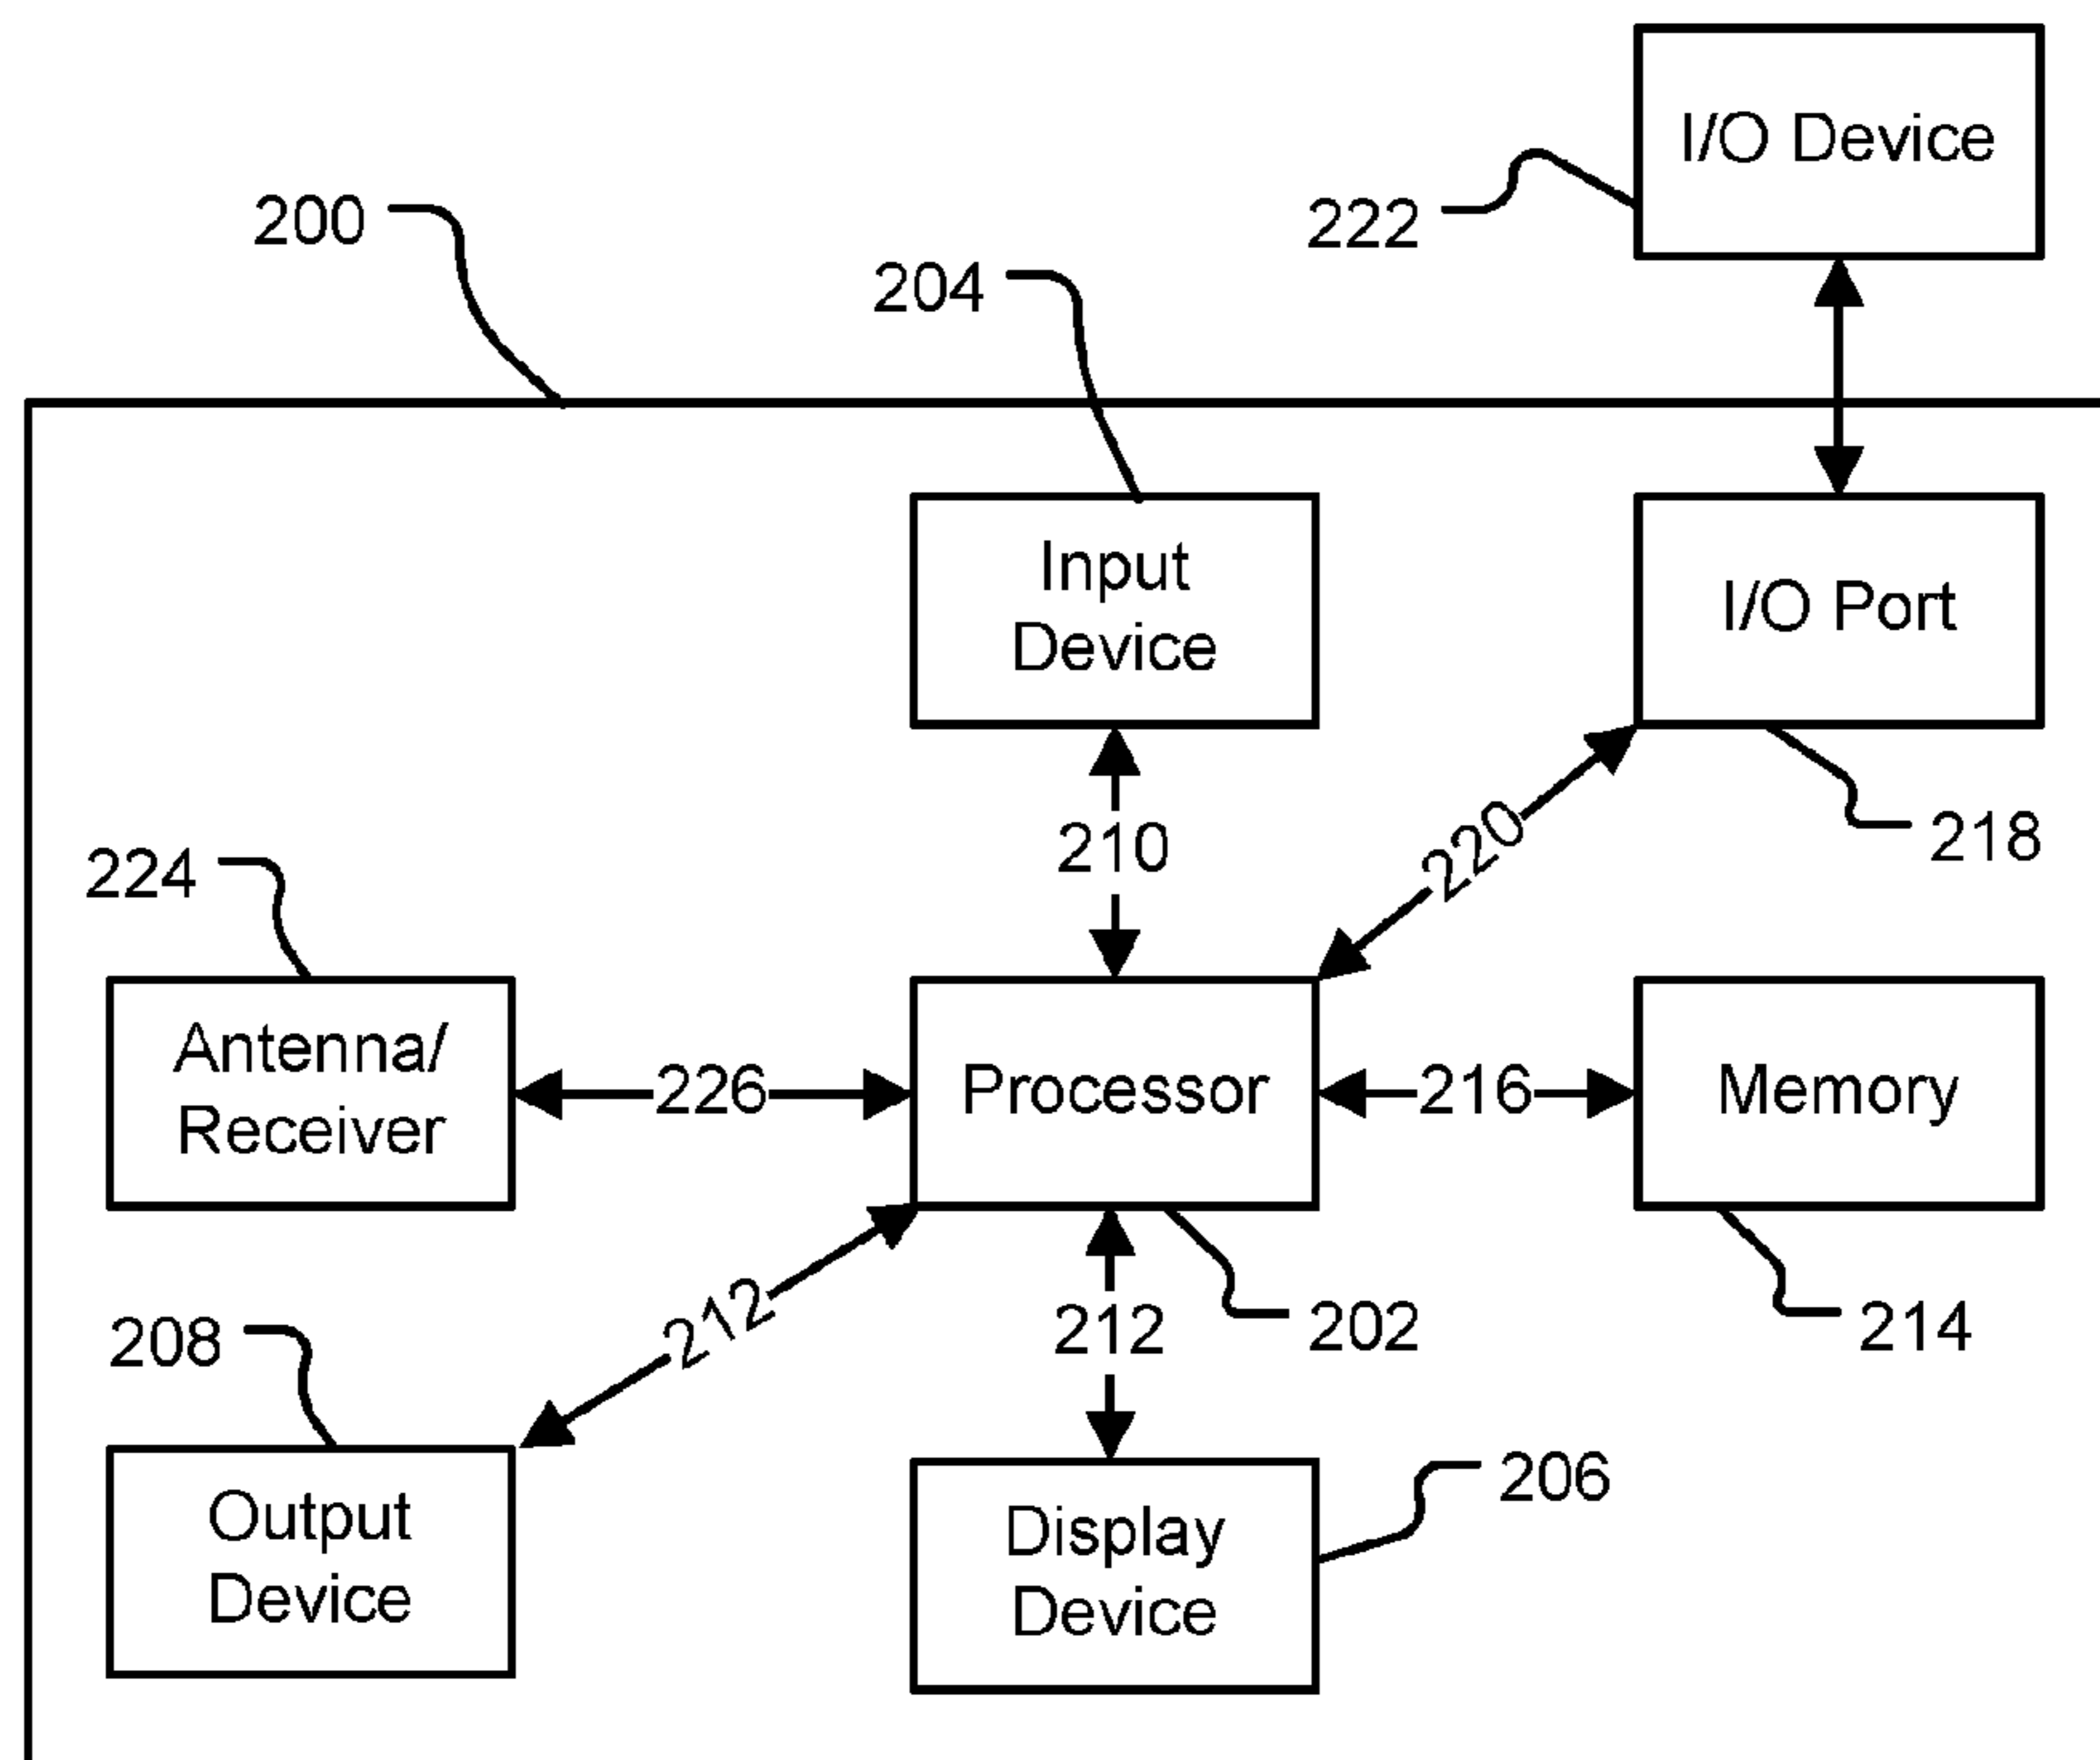 I/O Device
222
200
204
Input
Device
I/O Port
210
220
218
224
Antenna/
Receiver
226
Processor
216
Memory
212
212
202
214
208
206
Output
Device
Display
Device